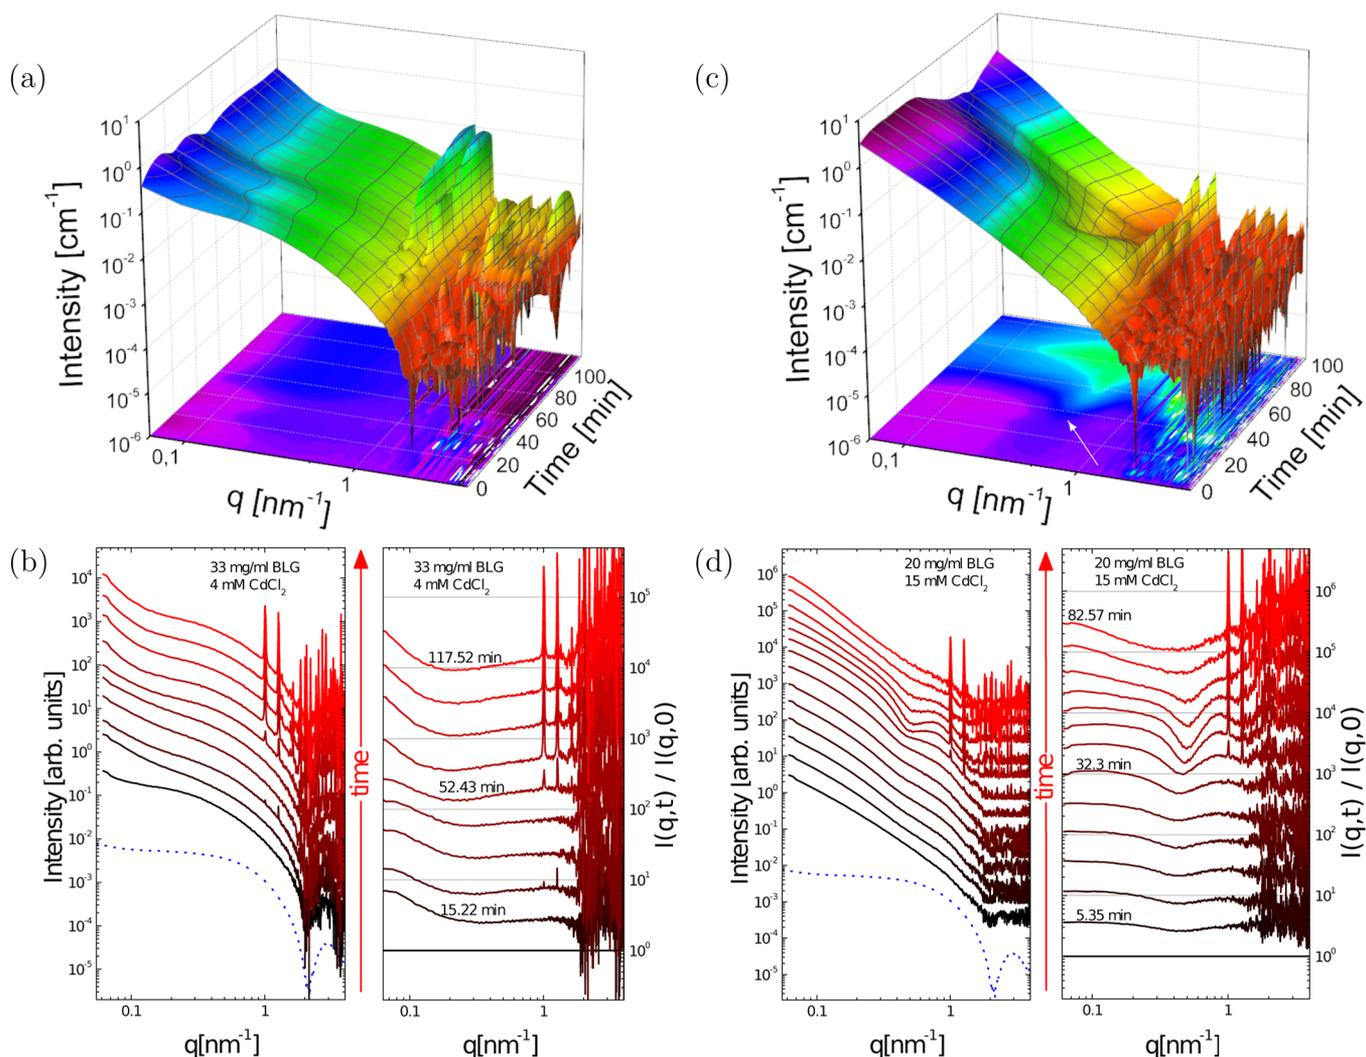 (a)
Intensity [cm⁻¹]
10¹
10⁰
10⁻¹
10⁻²
10⁻³
10⁻⁴
10⁻⁵
10⁻⁶
0,1
1
q [nm⁻¹]
0
20
40
60
80
100
Time [min]
(c)
Intensity [cm⁻¹]
10¹
10⁰
10⁻¹
10⁻²
10⁻³
10⁻⁴
10⁻⁵
10⁻⁶
0,1
1
q [nm⁻¹]
0
20
40
60
80
100
Time [min]
(b)
Intensity [arb. units]
10⁴
10³
10²
10¹
10⁰
10⁻¹
10⁻²
10⁻³
10⁻⁴
10⁻⁵
33 mg/ml BLG
4 mM CdCl₂
0.1
1
q[nm⁻¹]
time
33 mg/ml BLG
4 mM CdCl₂
117.52 min
52.43 min
15.22 min
10⁵
10⁴
10³
10²
10¹
10⁰
I(q,t) / I(q,0)
0.1
1
q[nm⁻¹]
(d)
Intensity [arb. units]
10⁶
10⁵
10⁴
10³
10²
10¹
10⁰
10⁻¹
10⁻²
10⁻³
10⁻⁴
10⁻⁵
20 mg/ml BLG
15 mM CdCl₂
0.1
1
q[nm⁻¹]
time
20 mg/ml BLG
15 mM CdCl₂
82.57 min
32.3 min
5.35 min
10⁶
10⁵
10⁴
10³
10²
10¹
10⁰
I(q,t) / I(q,0)
0.1
1
q[nm⁻¹]